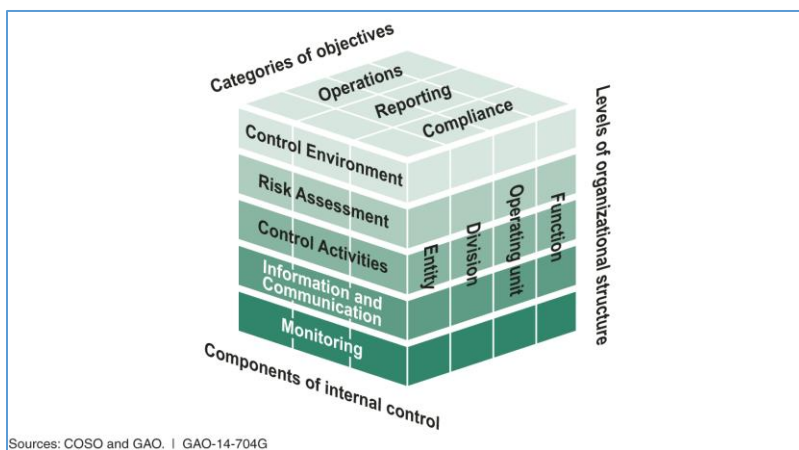 Categories of objectives
Operations
Reporting
Compliance
Control Environment
Risk Assessment
Control Activities
Information and
Communication
Monitoring
Components of internal control
Entity
Division
Operating unit
Function
Levels of organizational structure
Sources: COSO and GAO. | GAO-14-704G